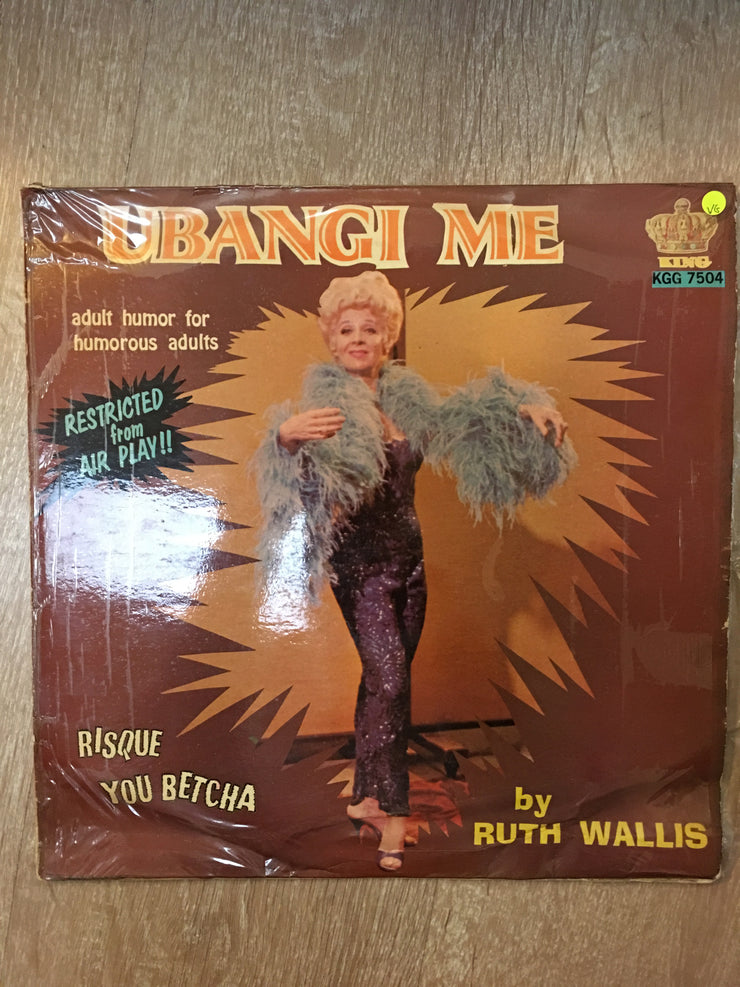 UBANGI ME
VG
KING
KGG 7504
adult humor for
humorous adults
RESTRICTED
from
AIR PLAY!!
RISQUE
YOU BETCHA
by
RUTH WALLIS